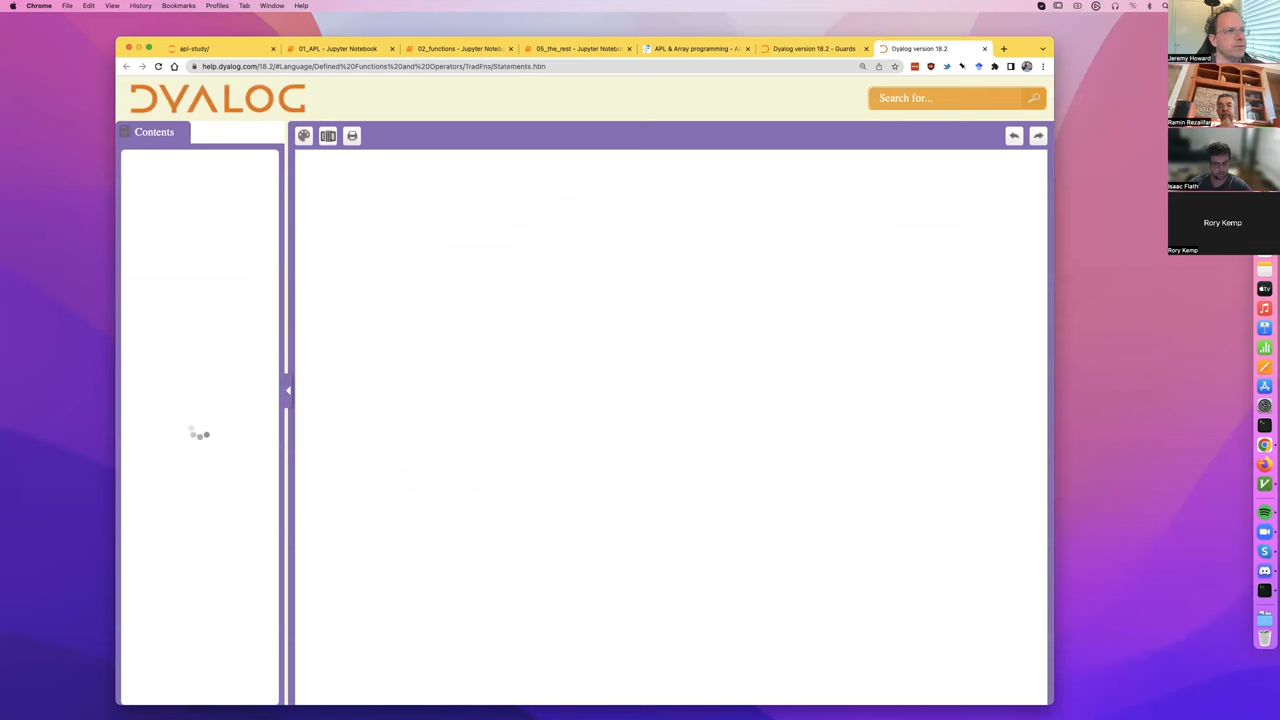 Chrome File Edit View History Bookmarks Profiles Tab Window Help
apl-study/
01_APL - Jupyter Notebook
02_functions - Jupyter Noteb
05_the_rest - Jupyter Notebo
APL & Array programming - A
Dyalog version 18.2 - Guards
Dyalog version 18.2
help.dyalog.com/18.2/#Language/Defined%20Functions%20and%20Operators/TradFns/Statements.htm
DYALOG
Search for...
Contents
Jeremy Howard
Ramin Rezaiifar
Isaac Flath
Rory Kemp
Rory Kemp
tv